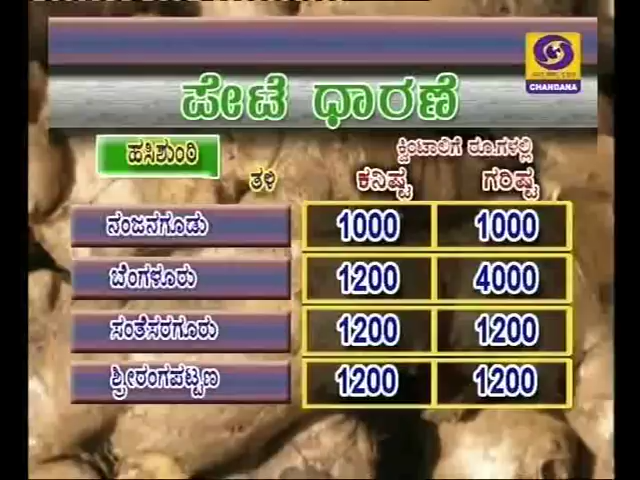 CHANDANA
ಪೇಟೆ ಧಾರಣೆ
ಹಸಿಶುಂಠಿ ಕ್ವಿಂಟಾಲಿಗೆ ರೂ.ಗಳಲ್ಲಿ
ತಳಿ ಕನಿಷ್ಟ ಗರಿಷ್ಟ
ನಂಜನಗೂಡು 1000 1000
ಬೆಂಗಳೂರು 1200 4000
ಸಂತೆಸರಗೂರು 1200 1200
ಶ್ರೀರಂಗಪಟ್ಟಣ 1200 1200